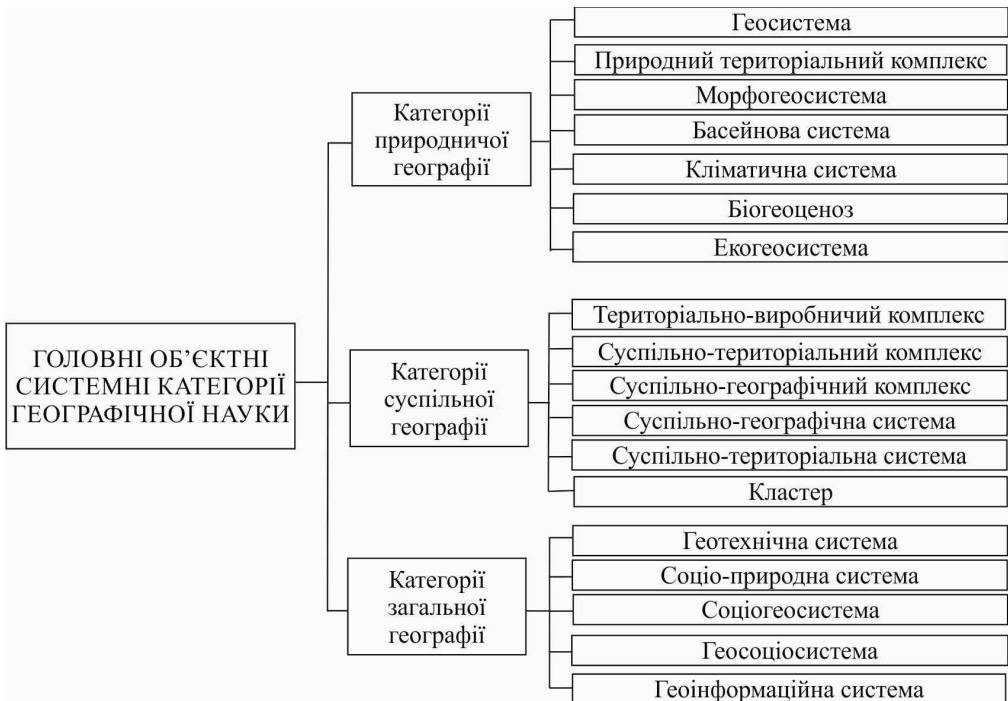 ГОЛОВНІ ОБ’ЄКТНІ
СИСТЕМНІ КАТЕГОРІЇ
ГЕОГРАФІЧНОЇ НАУКИ
Категорії
природничої
географії
Геосистема
Природний територіальний комплекс
Морфогеосистема
Басейнова система
Кліматична система
Біогеоценоз
Екогеосистема
Категорії
суспільної
географії
Територіально-виробничий комплекс
Суспільно-територіальний комплекс
Суспільно-географічний комплекс
Суспільно-географічна система
Суспільно-територіальна система
Кластер
Категорії
загальної
географії
Геотехнічна система
Соціо-природна система
Соціогеосистема
Геосоціосистема
Геоінформаційна система